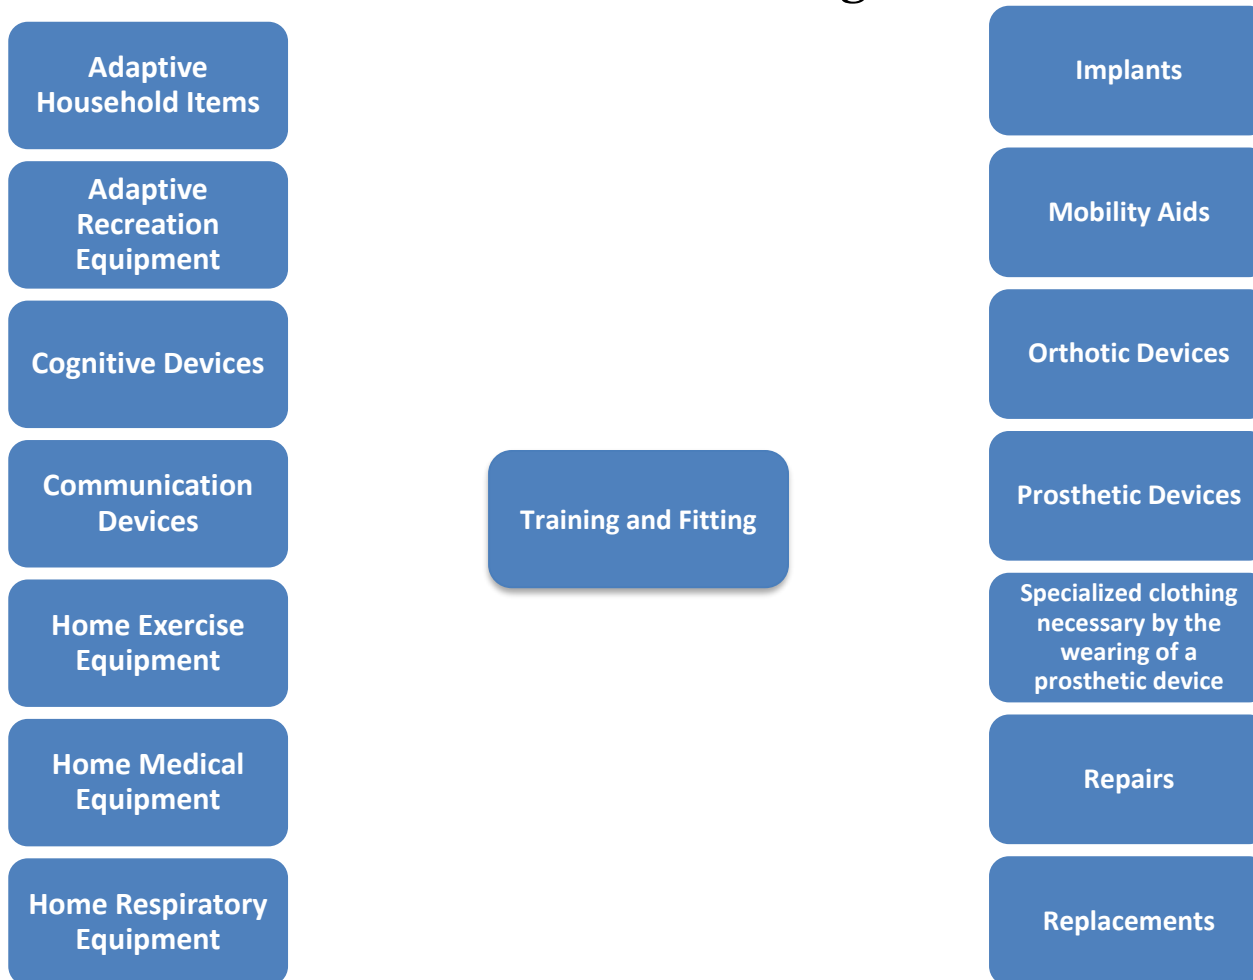 Adaptive
Household Items
Adaptive
Recreation
Equipment
Cognitive Devices
Communication
Devices
Home Exercise
Equipment
Home Medical
Equipment
Home Respiratory
Equipment
Training and Fitting
Implants
Mobility Aids
Orthotic Devices
Prosthetic Devices
Specialized clothing
necessary by the
wearing of a
prosthetic device
Repairs
Replacements